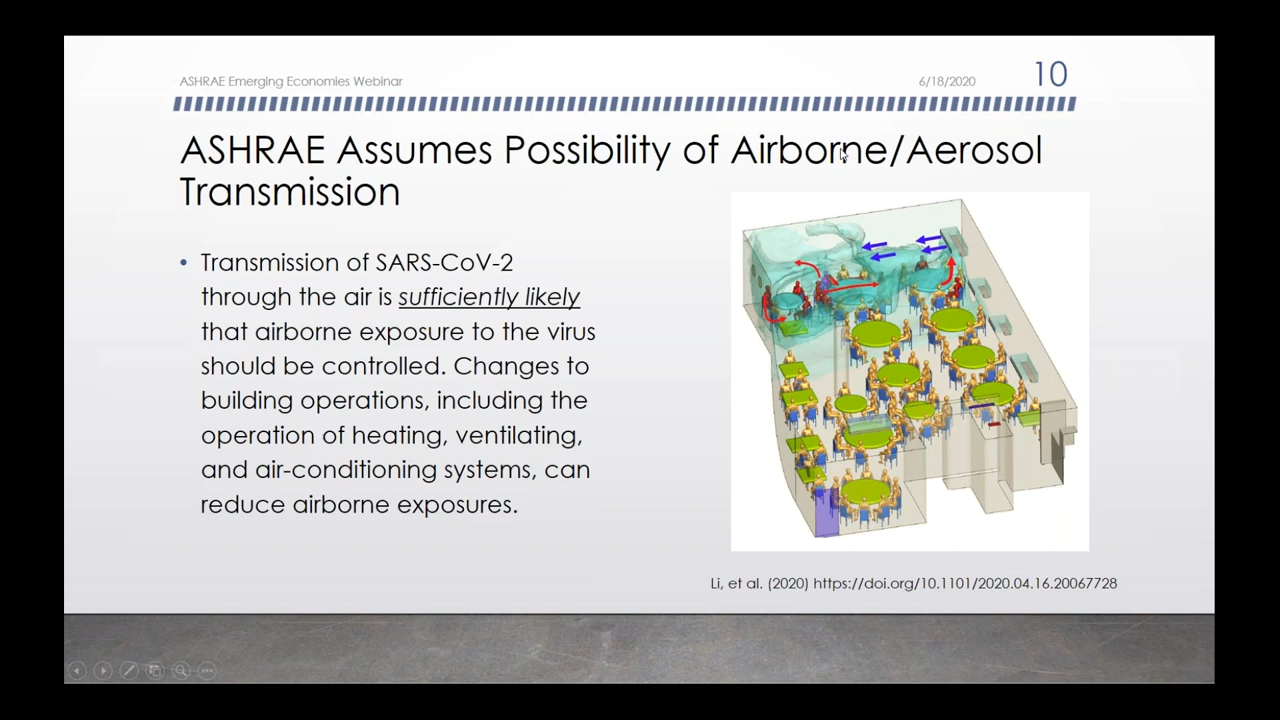 ASHRAE Emerging Economies Webinar
6/18/2020
10
ASHRAE Assumes Possibility of Airborne/Aerosol
Transmission
• Transmission of SARS-CoV-2
through the air is sufficiently likely
that airborne exposure to the virus
should be controlled. Changes to
building operations, including the
operation of heating, ventilating,
and air-conditioning systems, can
reduce airborne exposures.
Li, et al. (2020) https://doi.org/10.1101/2020.04.16.20067728